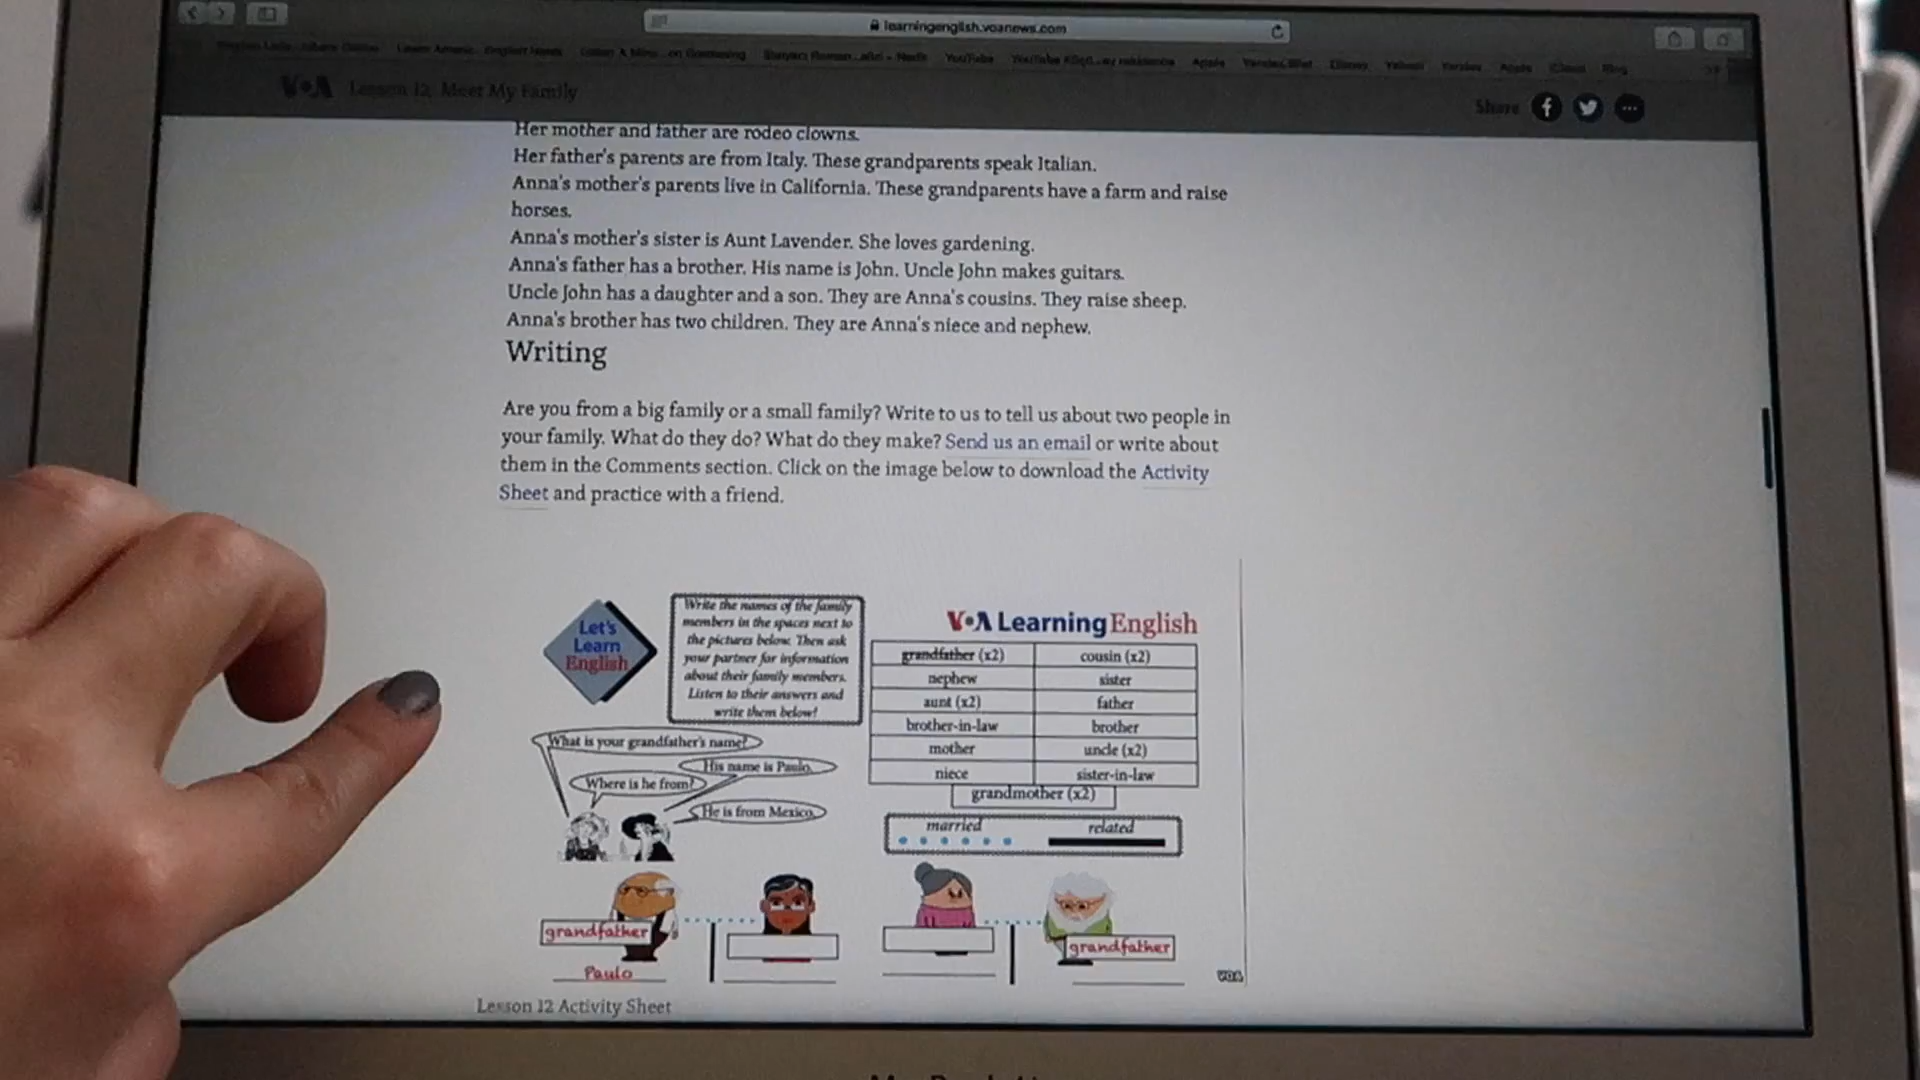 learningenglish.voanews.com
YouTube
VOA Lesson 12: Meet My Family
Share
Her mother and father are rodeo clowns.
Her father's parents are from Italy. These grandparents speak Italian.
Anna's mother's parents live in California. These grandparents have a farm and raise
horses.
Anna's mother's sister is Aunt Lavender. She loves gardening.
Anna's father has a brother. His name is John. Uncle John makes guitars.
Uncle John has a daughter and a son. They are Anna's cousins. They raise sheep.
Anna's brother has two children. They are Anna's niece and nephew.
Writing
Are you from a big family or a small family? Write to us to tell us about two people in
your family. What do they do? What do they make? Send us an email or write about
them in the Comments section. Click on the image below to download the Activity
Sheet and practice with a friend.
Let's
Learn
English
Write the names of the family
members in the spaces next to
the pictures below. Then ask
your partner for information
about their family members.
Listen to their answers and
write them below!
VOA Learning English
grandfather (x2) cousin (x2)
nephew sister
aunt (x2) father
brother-in-law brother
mother uncle (x2)
niece sister-in-law
grandmother (x2)
What is your grandfather's name?
His name is Paulo.
Where is he from?
He is from Mexico.
married related
grandfather
grandfather
Paulo
VOA
Lesson 12 Activity Sheet